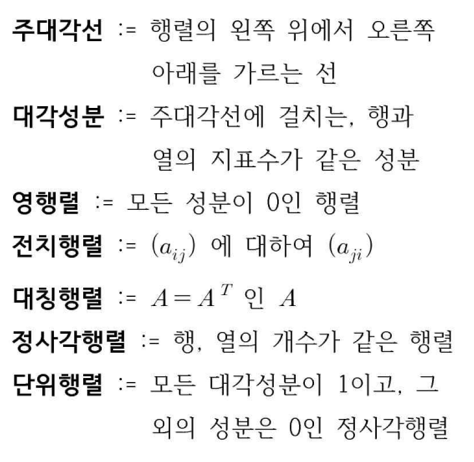 주대각선 := 행렬의 왼쪽 위에서 오른쪽
아래를 가르는 선
대각성분 := 주대각선에 걸치는, 행과
열의 지표수가 같은 성분
영행렬 := 모든 성분이 0인 행렬
전치행렬 := (a_{ij}) 에 대하여 (a_{ji})
대칭행렬 := A=A^T 인 A
정사각행렬 := 행, 열의 개수가 같은 행렬
단위행렬 := 모든 대각성분이 1이고, 그
외의 성분은 0인 정사각행렬